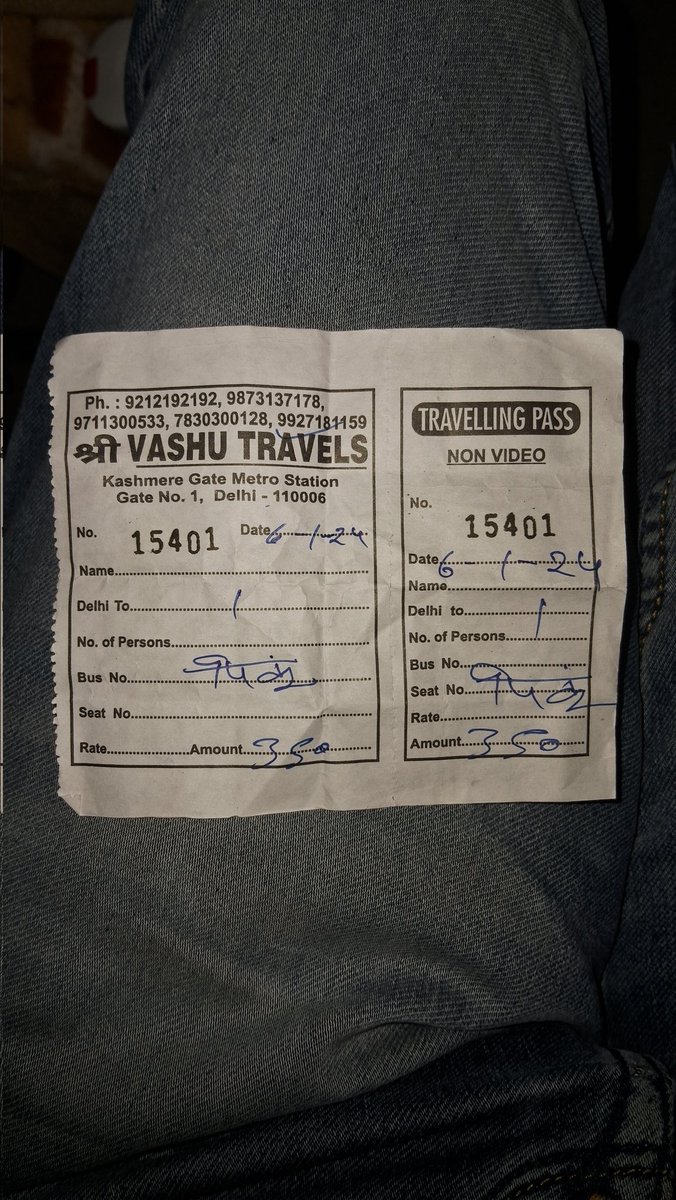 Ph. : 9212192192, 9873137178,
9711300533, 7830300128, 9927181159
श्री VASHU TRAVELS
Kashmere Gate Metro Station
Gate No. 1, Delhi - 110006
No. 15401 Date 6-1-24
Name
Delhi To 1
No. of Persons
Bus No.
Seat No.
Rate Amount 350
TRAVELLING PASS
NON VIDEO
No.
15401
Date 6-1-24
Name
Delhi to
No. of Persons 1
Bus No.
Seat No.
Rate
Amount 350